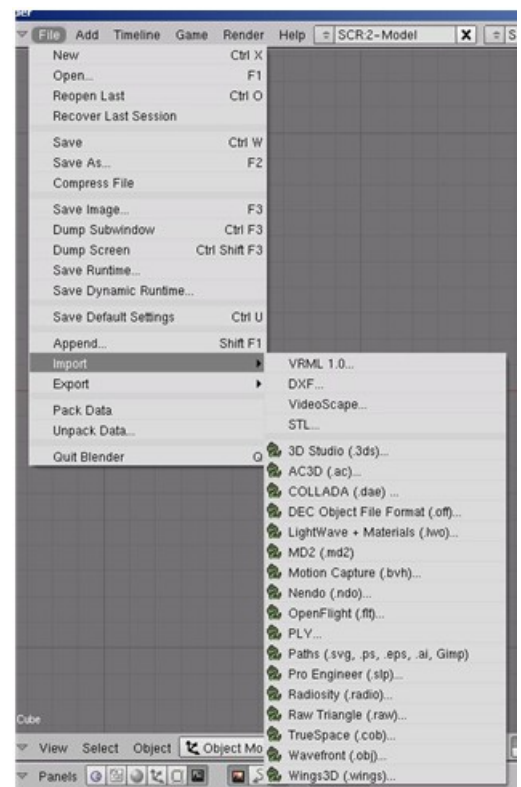 File Add Timeline Game Render Help SCR:2-Model X S
New Ctrl X
Open... F1
Reopen Last Ctrl O
Recover Last Session
Save Ctrl W
Save As... F2
Compress File
Save Image... F3
Dump Subwindow Ctrl F3
Dump Screen Ctrl Shift F3
Save Runtime...
Save Dynamic Runtime...
Save Default Settings Ctrl U
Append... Shift F1
Import
Export
Pack Data
Unpack Data...
Quit Blender Q
VRML 1.0...
DXF...
VideoScape...
STL...
3D Studio (.3ds)...
AC3D (.ac)...
COLLADA (.dae) ...
DEC Object File Format (.off)...
LightWave + Materials (.lwo)...
MD2 (.md2)
Motion Capture (.bvh)...
Nendo (.ndo)...
OpenFlight (.flt)...
PLY...
Paths (.svg, .ps, .eps, .ai, Gimp)
Pro Engineer (.slp)...
Radiosity (.radio)...
Raw Triangle (.raw)...
TrueSpace (.cob)...
Wavefront (.obj)...
Wings3D (.wings)...
Cube
View Select Object Object Mo
Panels